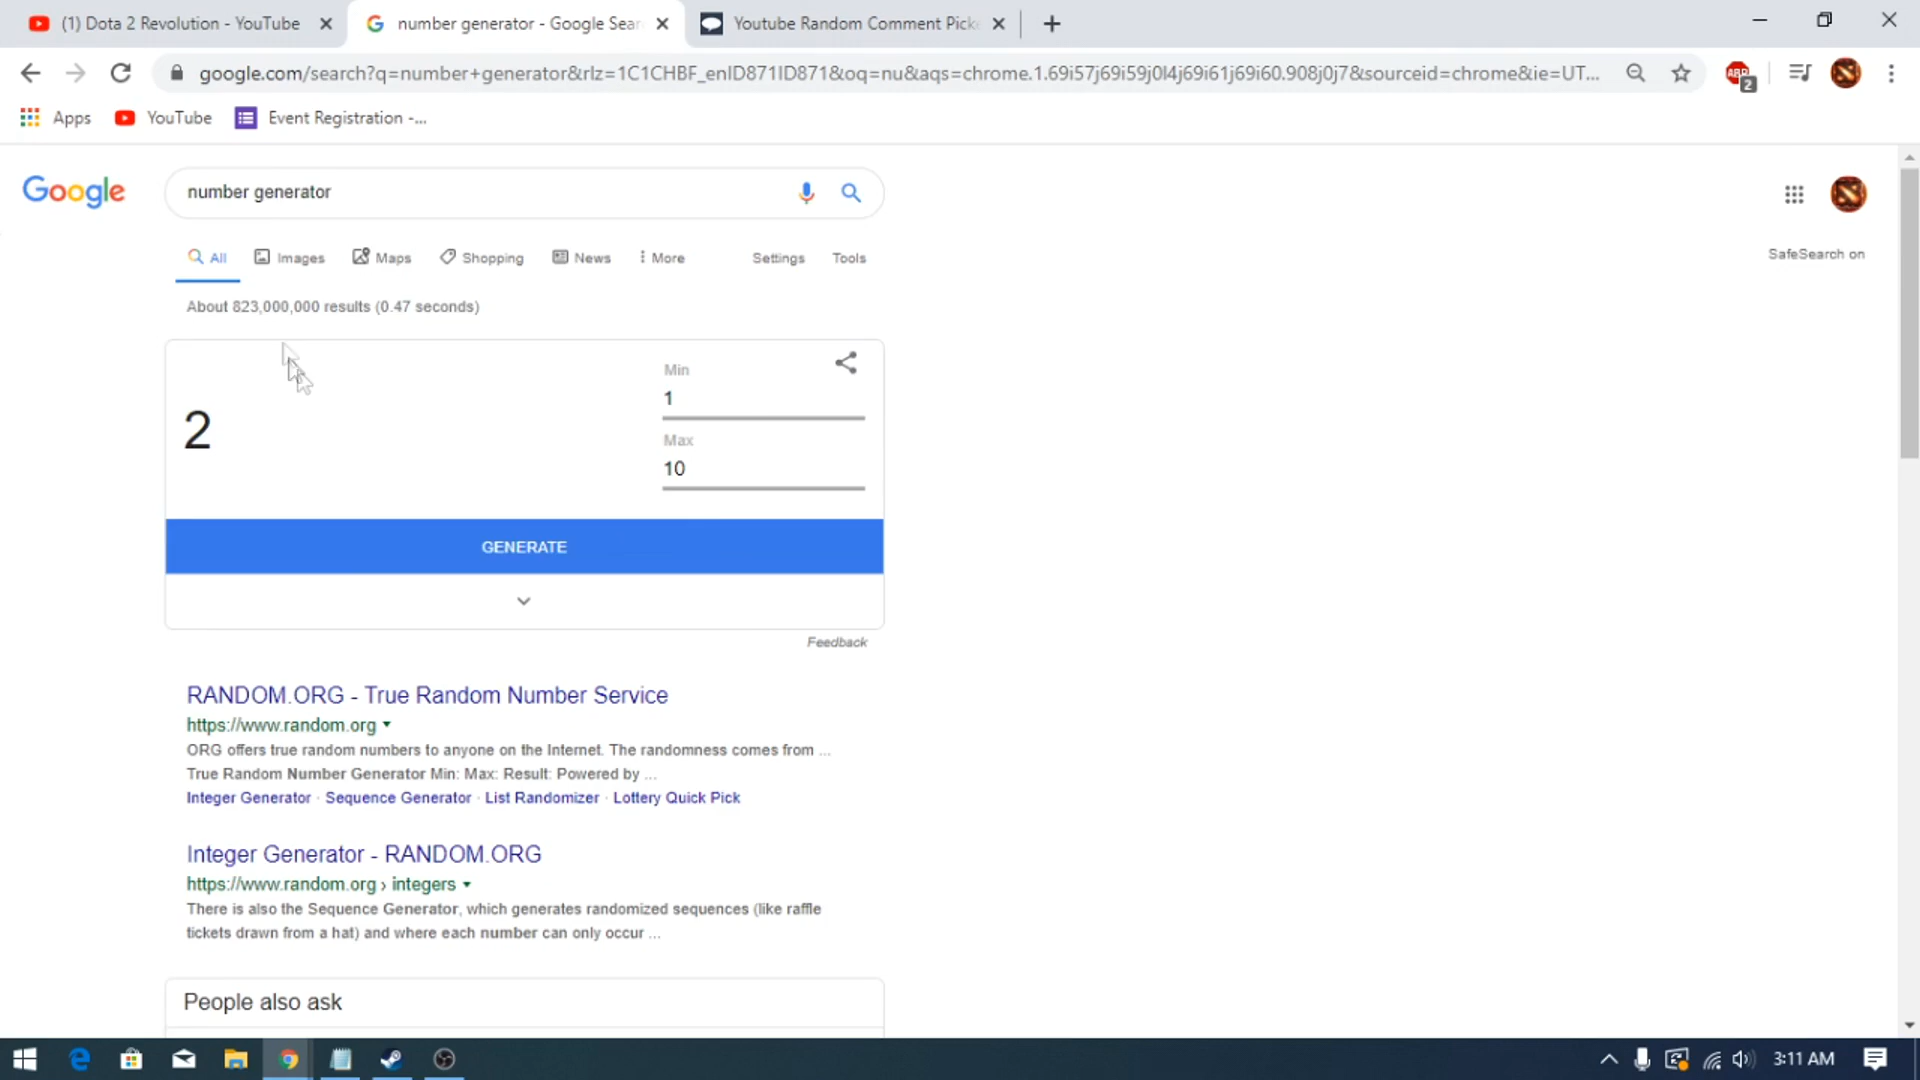 (1) Dota 2 Revolution - YouTube
number generator - Google Sear
Youtube Random Comment Picke
google.com/search?q=number+generator&rlz=1C1CHBF_enID871ID871&oq=nu&aqs=chrome.1.69i57j69i59j0l4j69i61j69i60.908j0j7&sourceid=chrome&ie=UT...
ABP
2
Apps
YouTube
Event Registration -...
Google
number generator
All
Images
Maps
Shopping
News
More
Settings
Tools
SafeSearch on
About 823,000,000 results (0.47 seconds)
2
Min
1
Max
10
GENERATE
Feedback
RANDOM.ORG - True Random Number Service
https://www.random.org
ORG offers true random numbers to anyone on the Internet. The randomness comes from ...
True Random Number Generator Min: Max: Result: Powered by ...
Integer Generator · Sequence Generator · List Randomizer · Lottery Quick Pick
Integer Generator - RANDOM.ORG
https://www.random.org › integers
There is also the Sequence Generator, which generates randomized sequences (like raffle
tickets drawn from a hat) and where each number can only occur ...
People also ask
3:11 AM